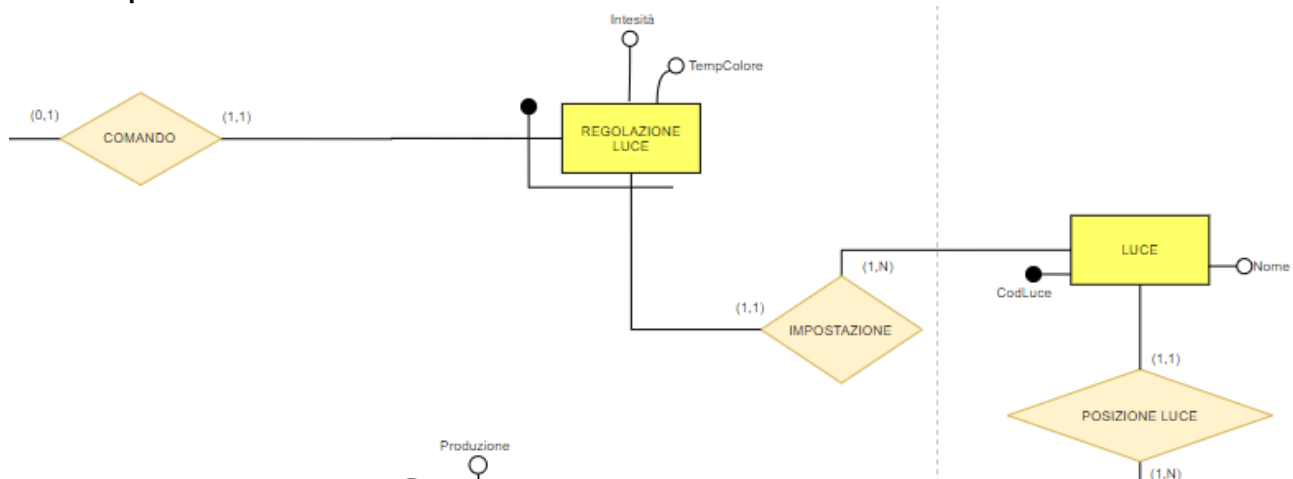 Intesità
TempColore
(0,1)
COMANDO
(1,1)
REGOLAZIONE
LUCE
LUCE
(1,N)
Nome
CodLuce
(1,1)
IMPOSTAZIONE
(1,1)
POSIZIONE LUCE
Produzione
(1,N)